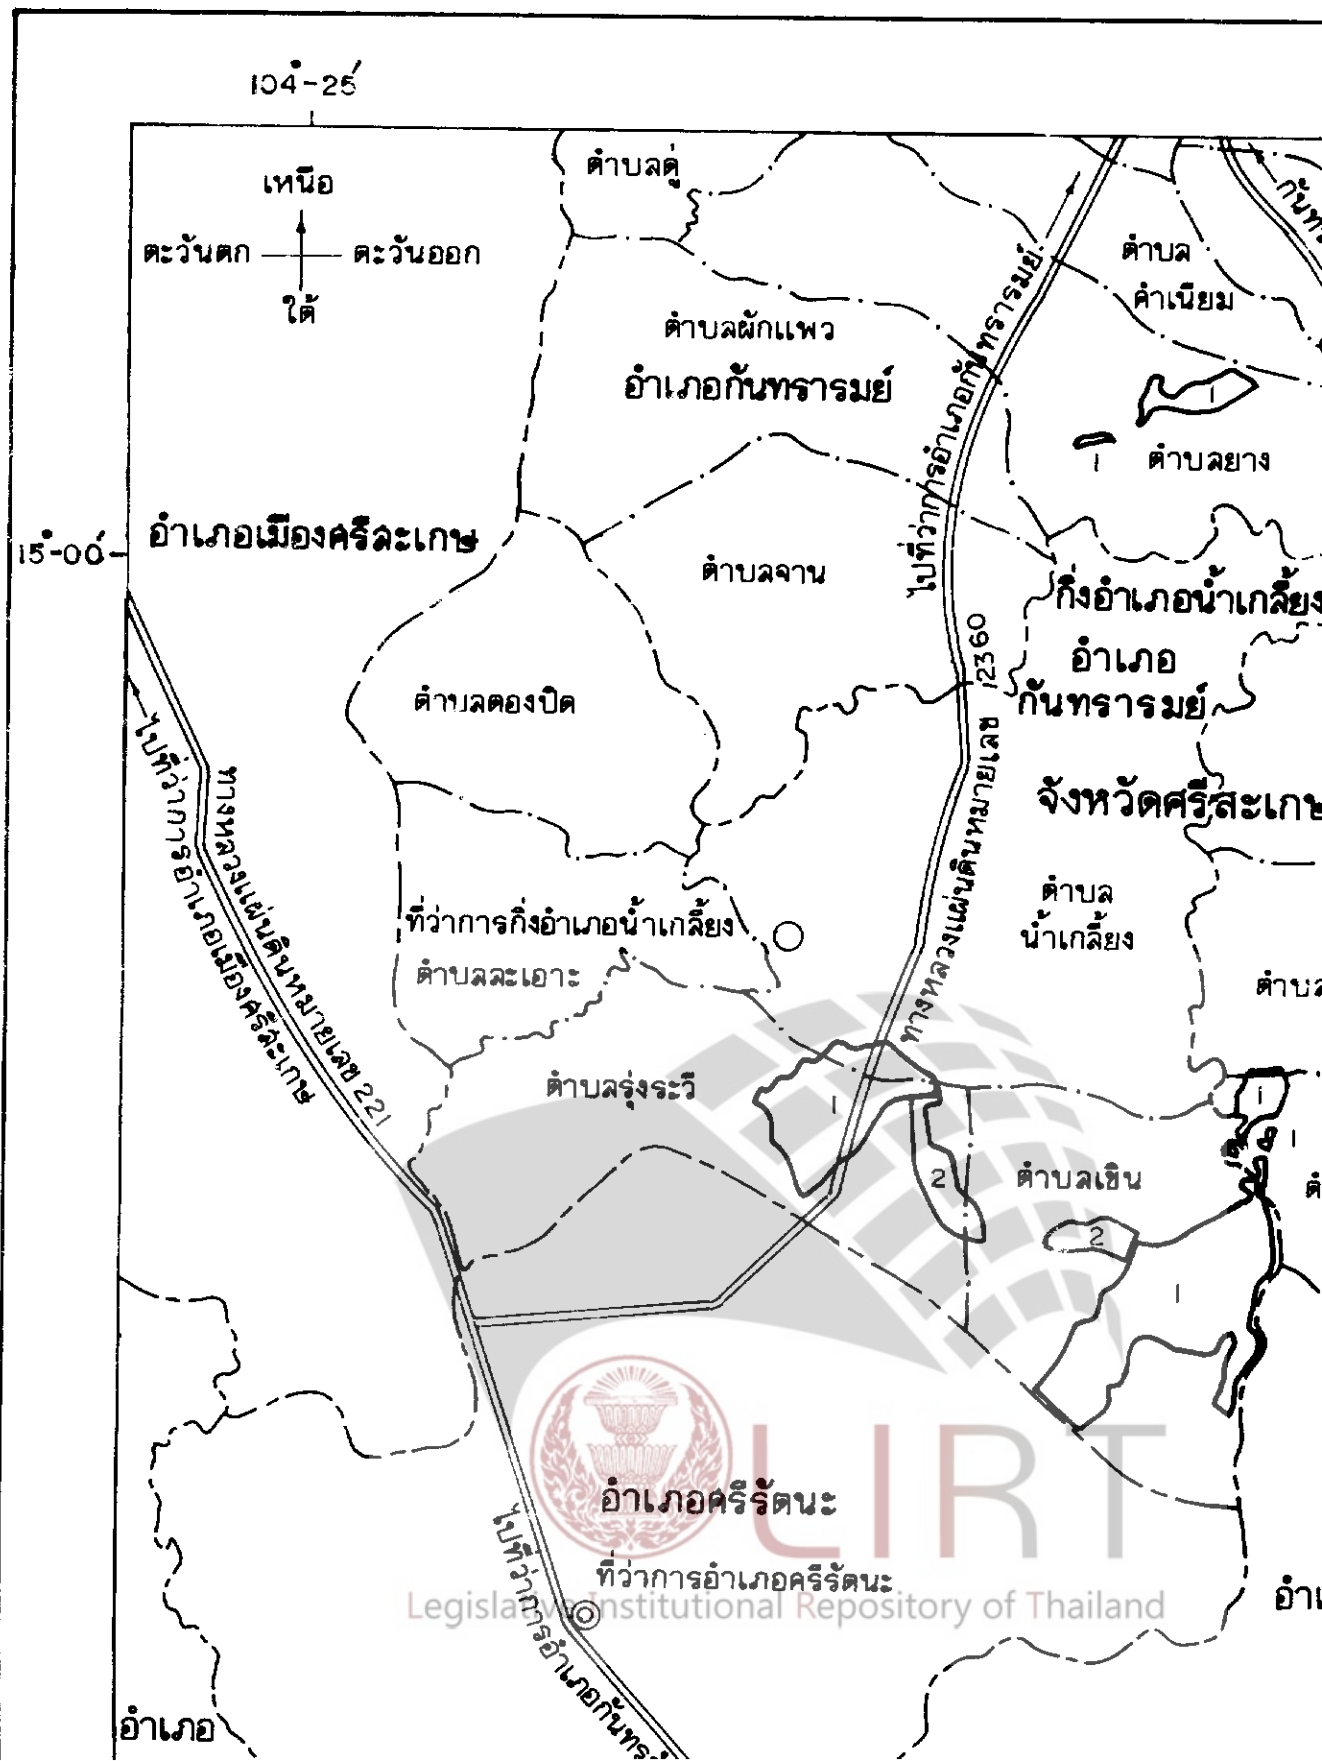 104°-25'
เหนือ
ตะวันตก
ตะวันออก
ใต้
ตำบลดู่
ตำบล
คำเนียม
ตำบลผักแพว
อำเภอกันทรารมย์
ไปที่ว่าการอำเภอกันทรารมย์
1
1
ตำบลยาง
15°-00'
อำเภอเมืองศรีสะเกษ
ตำบลจาน
กิ่งอำเภอน้ำเกลี้ยง
อำเภอ
กันทรารมย์
ตำบลตองปิด
จังหวัดศรีสะเกษ
ทางหลวงแผ่นดินหมายเลข 2360
ไปที่ว่าการอำเภอเมืองศรีสะเกษ
ทางหลวงแผ่นดินหมายเลข 221
ตำบล
น้ำเกลี้ยง
ที่ว่าการกิ่งอำเภอน้ำเกลี้ยง
ตำบลละเอาะ
ตำบล
ตำบลรุ่งระวี
1
1
1
2
ตำบลเขิน
2
1
LIRT
อำเภอศรีรัตนะ
ที่ว่าการอำเภอศรีรัตนะ
Legislative Institutional Repository of Thailand
อำเภอ